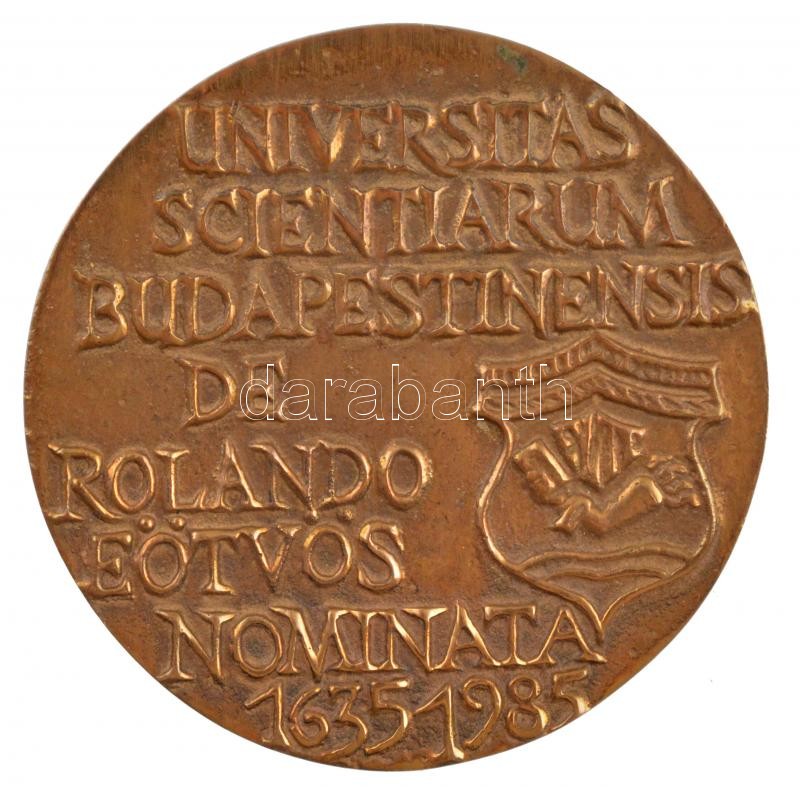 UNIVERSITAS
SCIENTIARUM
BUDAPESTINENSIS
DE
darabanth
ROLANDO
EÖTVÖS
NOMINATA
1635 1985